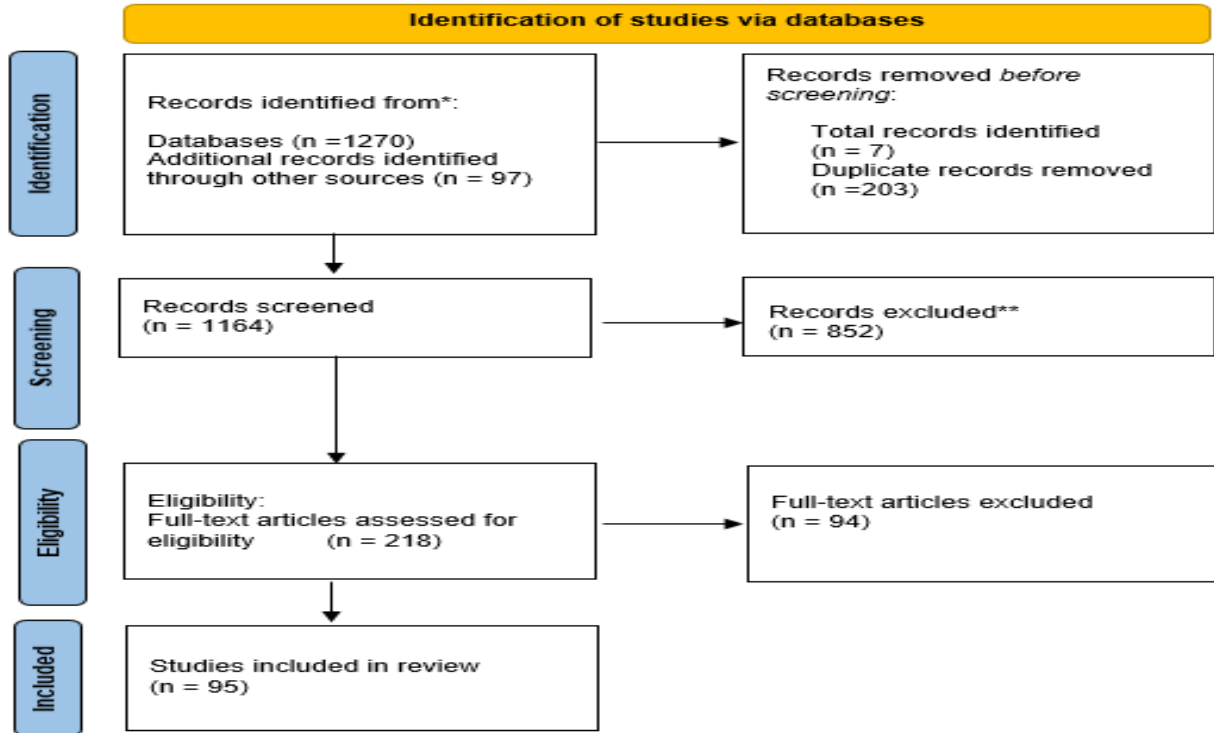 Identification of studies via databases
Identification
Records identified from*:
Databases (n =1270)
Additional records identified
through other sources (n = 97)
Records removed before
screening:
Total records identified
(n = 7)
Duplicate records removed
(n =203)
Screening
Records screened
(n = 1164)
Records excluded**
(n = 852)
Eligibility
Eligibility:
Full-text articles assessed for
eligibility (n = 218)
Full-text articles excluded
(n = 94)
Included
Studies included in review
(n = 95)